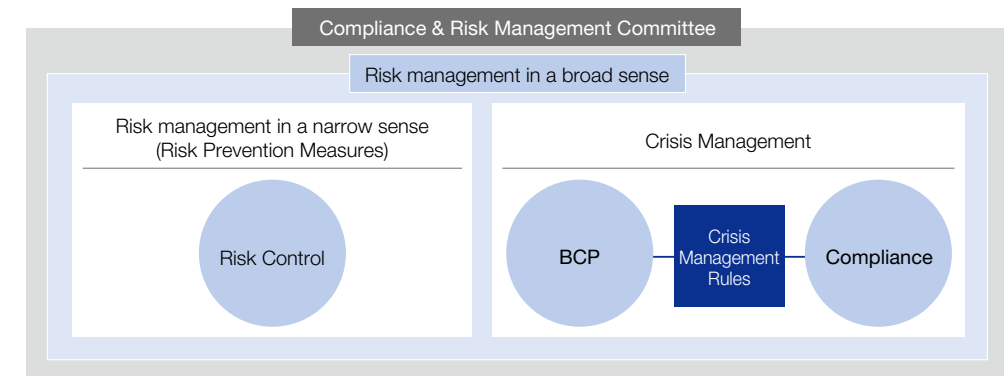 Compliance & Risk Management Committee
Risk management in a broad sense
Risk management in a narrow sense
(Risk Prevention Measures)
Risk Control
Crisis Management
BCP
Crisis
Management
Rules
Compliance